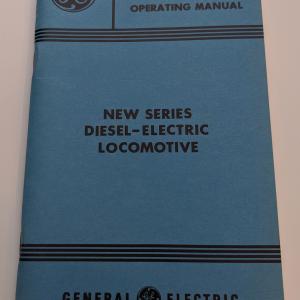 OPERATING MANUAL
NEW SERIES
DIESEL-ELECTRIC
LOCOMOTIVE
GENERAL ELECTRIC